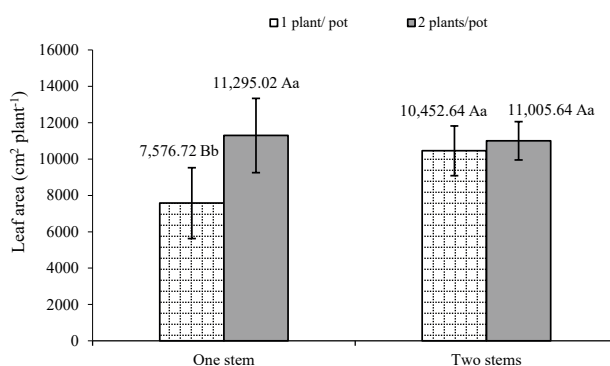 1 plant/ pot 2 plants/pot
Leaf area (cm² plant⁻¹)
16000
14000
12000
10000
8000
6000
4000
2000
0
7,576.72 Bb
11,295.02 Aa
10,452.64 Aa
11,005.64 Aa
One stem Two stems